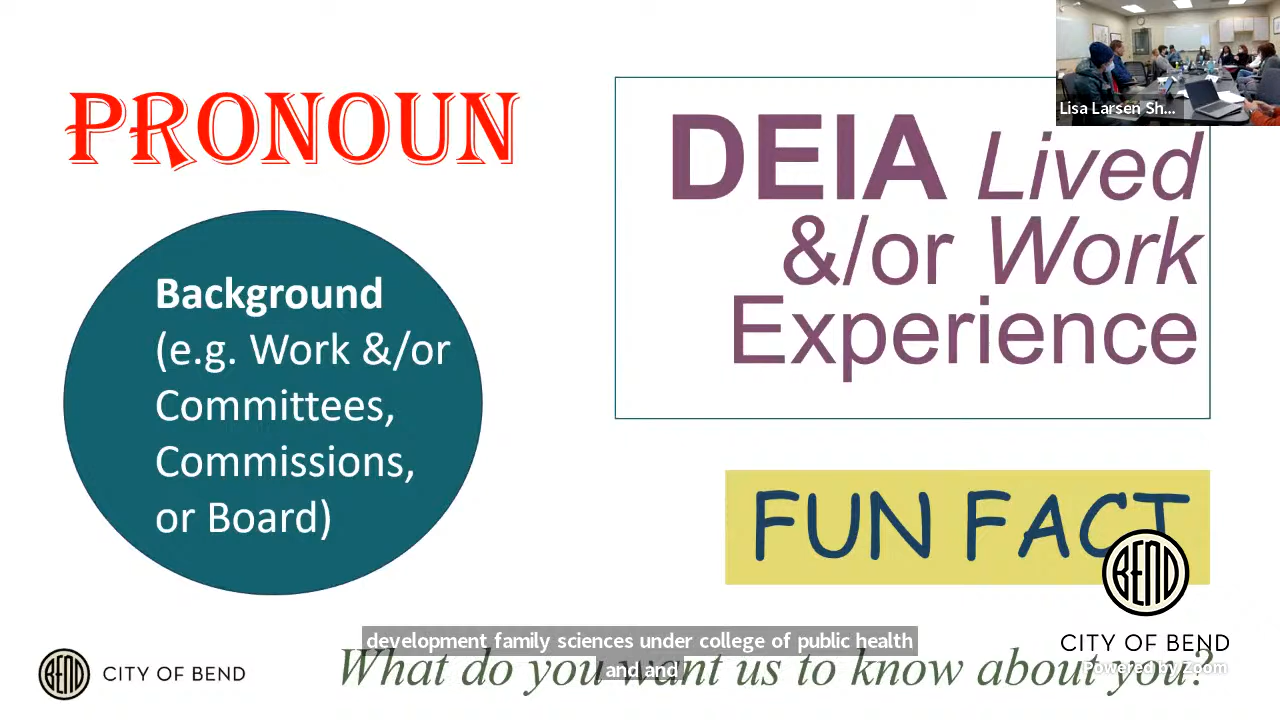 Lisa Larsen Sh...
PRONOUN
DEIA Lived
&/or Work
Experience
Background
(e.g. Work &/or
Committees,
Commissions,
or Board)
FUN FACT
BEND
CITY OF BEND
Powered by Zoom
development family sciences under college of public health
and and
What do you want us to know about you?
BEND
CITY OF BEND